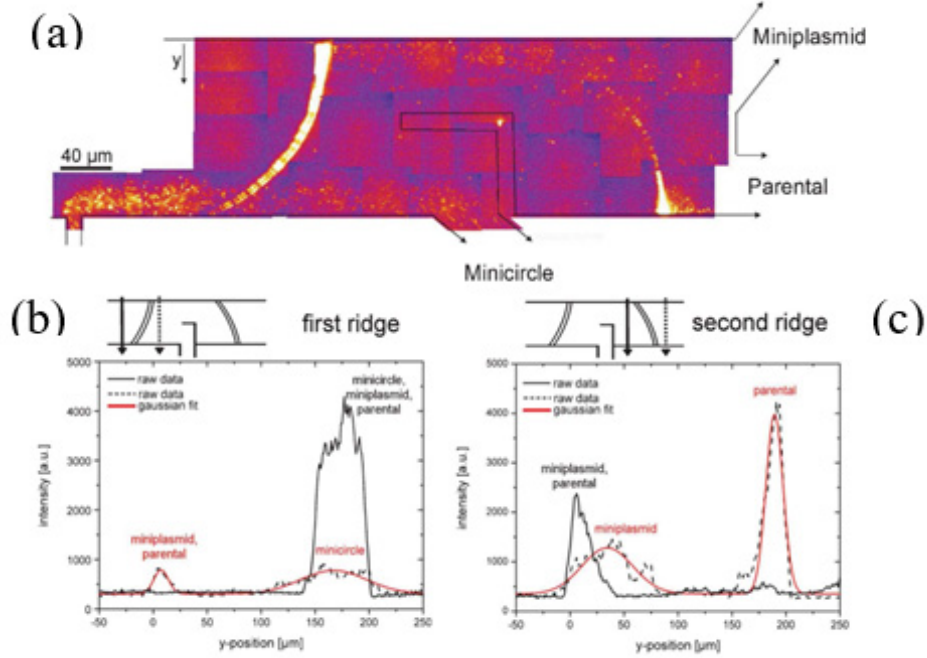 (a)
y
40 µm
Miniplasmid
Parental
Minicircle
(b)
first ridge
5000
4000
3000
2000
1000
0
intensity [a.u.]
raw data
raw data
gaussian fit
minicircle,
miniplasmid,
parental
miniplasmid,
parental
minicircle
-50 0 50 100 150 200 250
y-position [µm]
(c)
second ridge
5000
4000
3000
2000
1000
0
intensity [a.u.]
raw data
raw data
gaussian fit
parental
miniplasmid,
parental
miniplasmid
-50 0 50 100 150 200 250
y-position [µm]